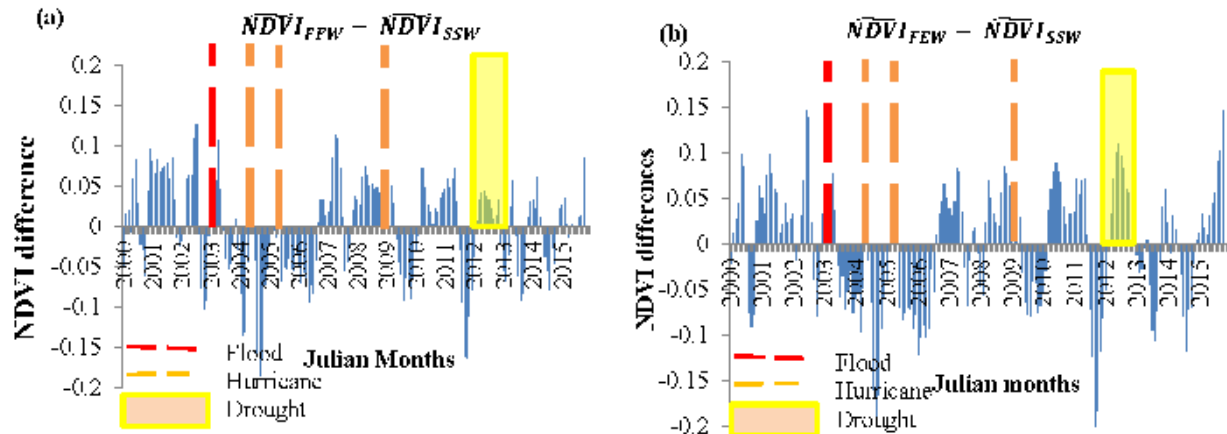 (a)
NDVI_FFW − NDVI_SSW
0.2
0.15
0.1
0.05
0
-0.05
-0.1
-0.15
-0.2
NDVI difference
2000 2001 2002 2003 2004 2005 2006 2007 2009 2010 2012 2013 2014 2015
Flood
Hurricane
Drought
Julian Months
(b)
NDVI_FEW − NDVI_SSW
0.2
0.15
0.1
0.05
0
-0.05
-0.1
-0.15
-0.2
NDVI differences
2000 2001 2002 2003 2004 2005 2006 2007 2008 2009 2010 2011 2012 2013 2014 2015
Flood
Hurricane
Drought
Julian months